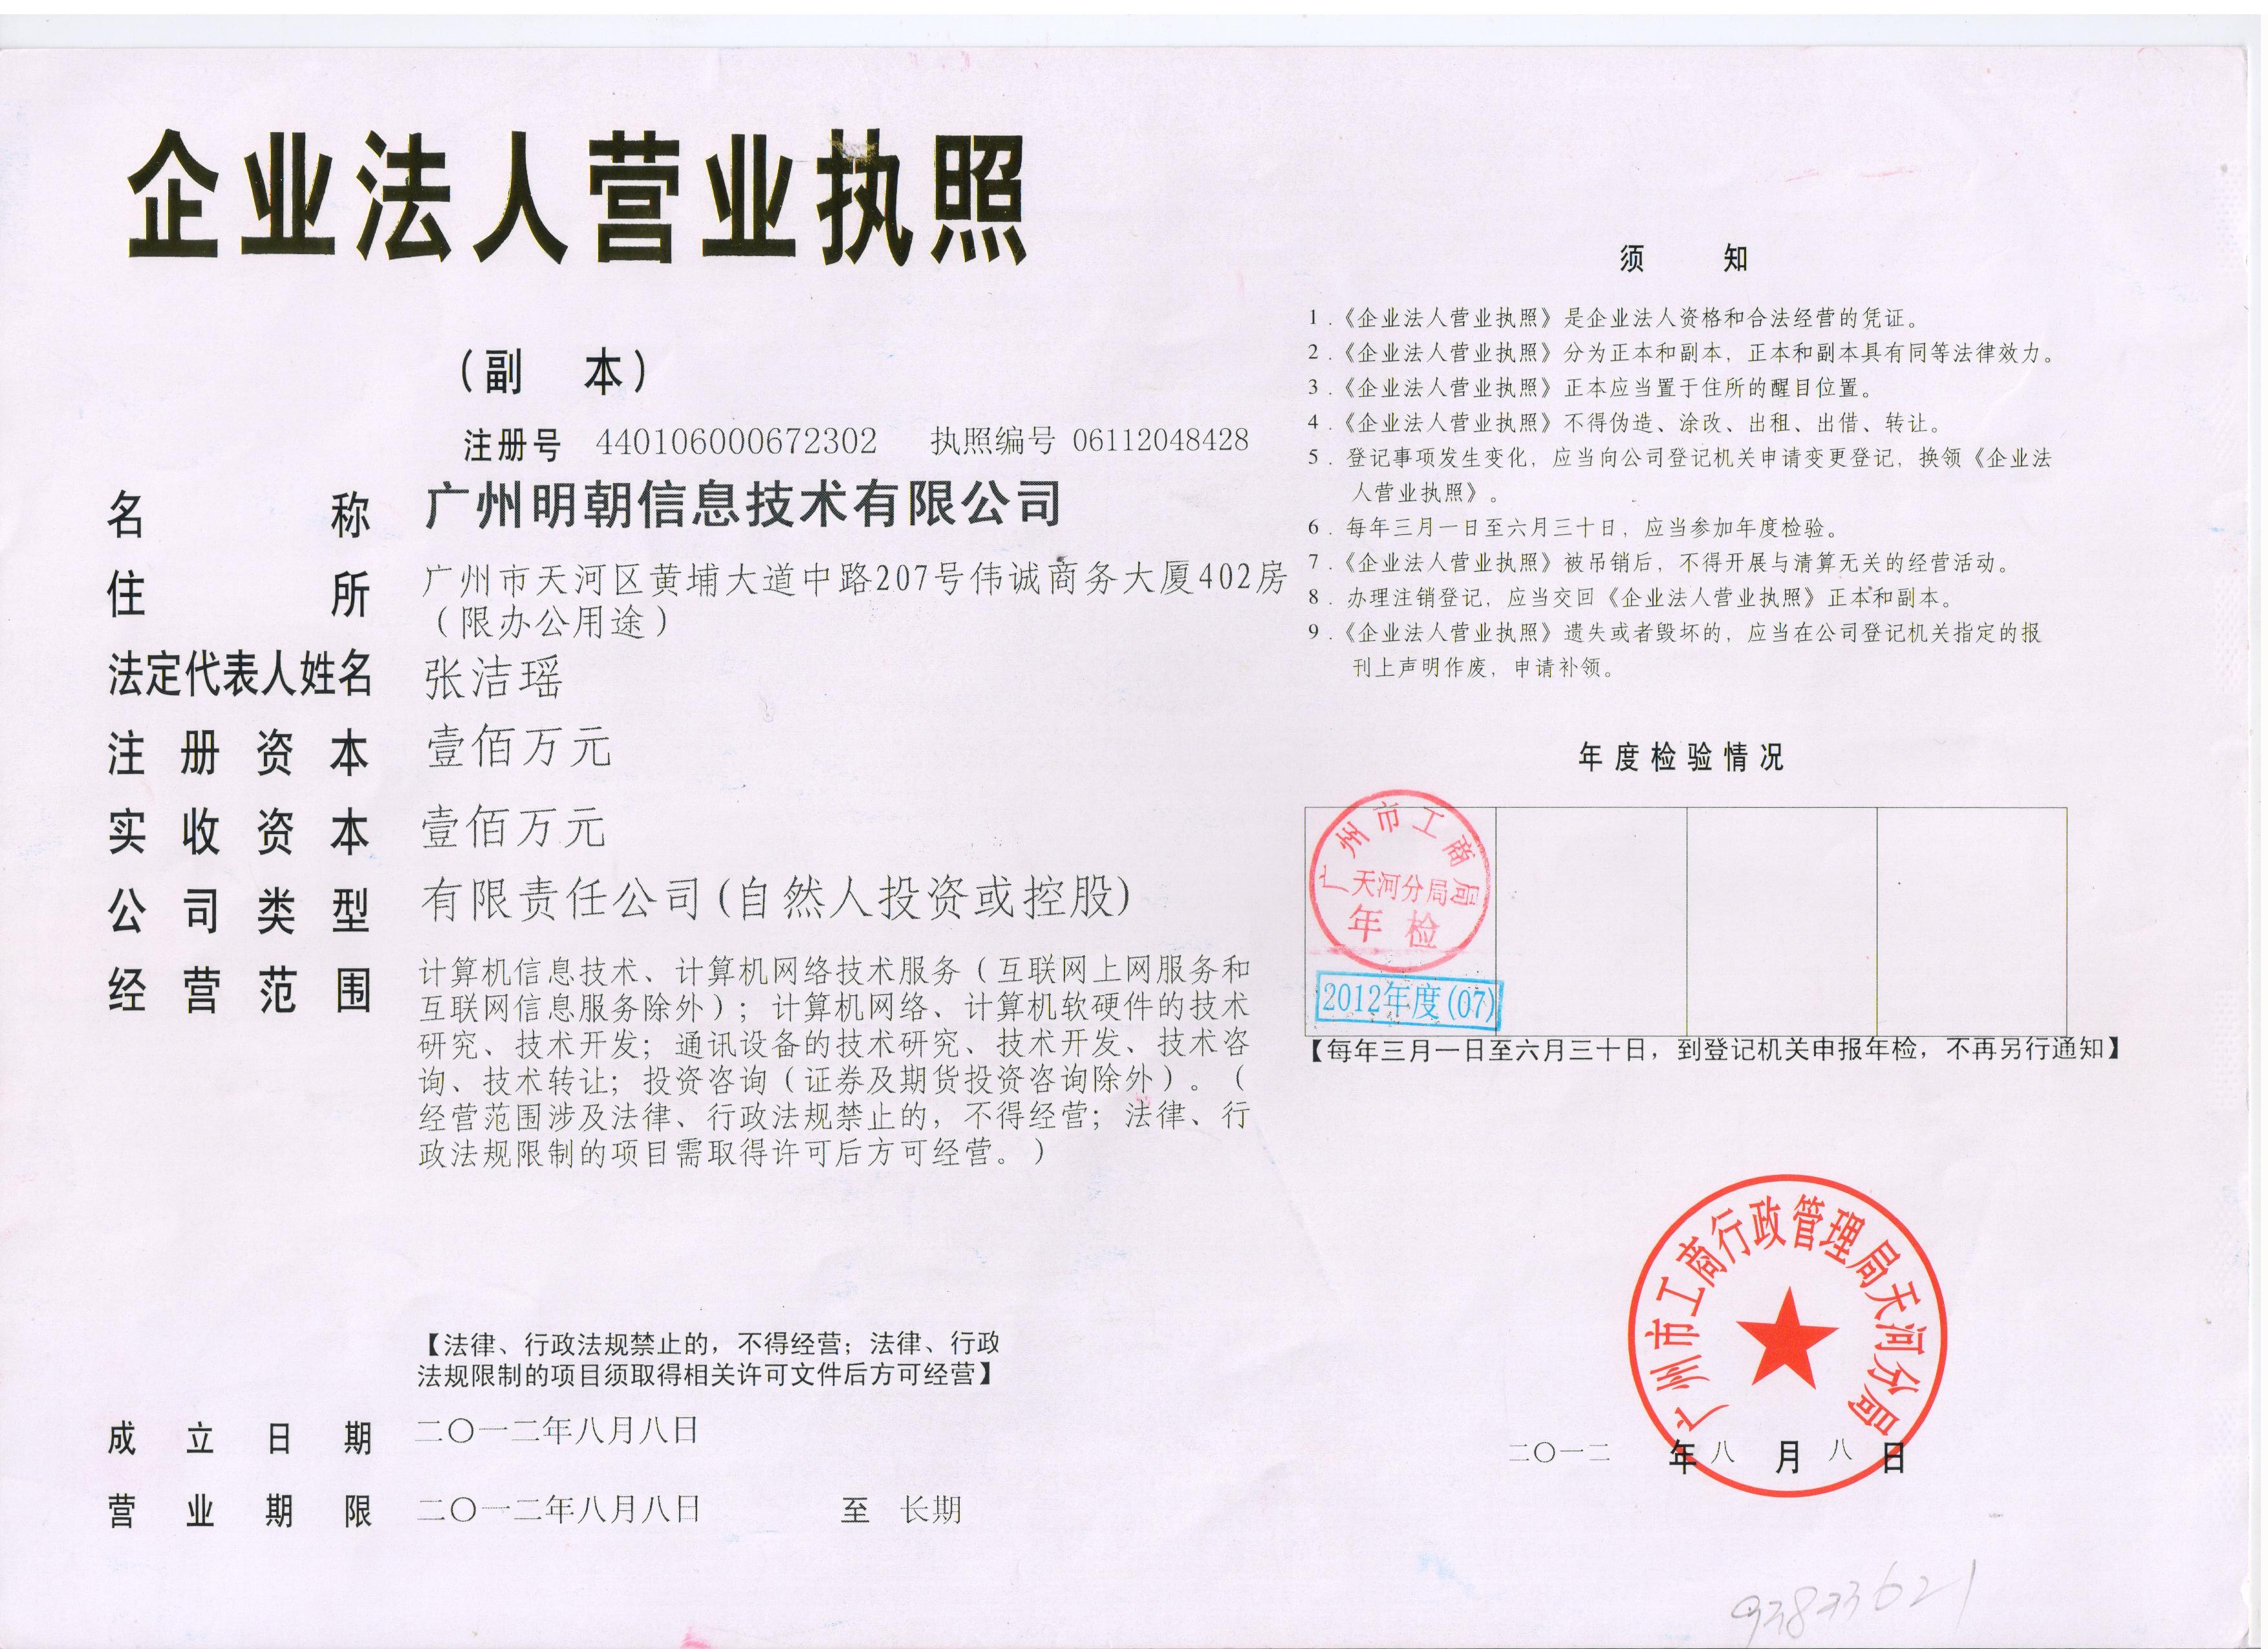 企业法人营业执照
（副 本）
注册号 440106000672302 执照编号 06112048428
名 称 广州明朝信息技术有限公司
住 所 广州市天河区黄埔大道中路207号伟诚商务大厦402房
（限办公用途）
法定代表人姓名 张洁瑶
注 册 资 本 壹佰万元
实 收 资 本 壹佰万元
公 司 类 型 有限责任公司(自然人投资或控股)
经 营 范 围 计算机信息技术、计算机网络技术服务（互联网上网服务和
互联网信息服务除外）；计算机网络、计算机软硬件的技术
研究、技术开发；通讯设备的技术研究、技术开发、技术咨
询、技术转让；投资咨询（证券及期货投资咨询除外）。（
经营范围涉及法律、行政法规禁止的，不得经营；法律、行
政法规限制的项目需取得许可后方可经营。）
【法律、行政法规禁止的，不得经营；法律、行政
法规限制的项目须取得相关许可文件后方可经营】
成 立 日 期 二〇一二年八月八日
营 业 期 限 二〇一二年八月八日 至 长期
须 知
1．《企业法人营业执照》是企业法人资格和合法经营的凭证。
2．《企业法人营业执照》分为正本和副本，正本和副本具有同等法律效力。
3．《企业法人营业执照》正本应当置于住所的醒目位置。
4．《企业法人营业执照》不得伪造、涂改、出租、出借、转让。
5．登记事项发生变化，应当向公司登记机关申请变更登记，换领《企业法
人营业执照》。
6．每年三月一日至六月三十日，应当参加年度检验。
7．《企业法人营业执照》被吊销后，不得开展与清算无关的经营活动。
8．办理注销登记，应当交回《企业法人营业执照》正本和副本。
9．《企业法人营业执照》遗失或者毁坏的，应当在公司登记机关指定的报
刊上声明作废，申请补领。
年度检验情况
广州市工商局
天河分局
年 检
2012年度(07)
【每年三月一日至六月三十日，到登记机关申报年检，不再另行通知】
广州市工商行政管理局天河分局
二〇一二 年 八 月 八 日